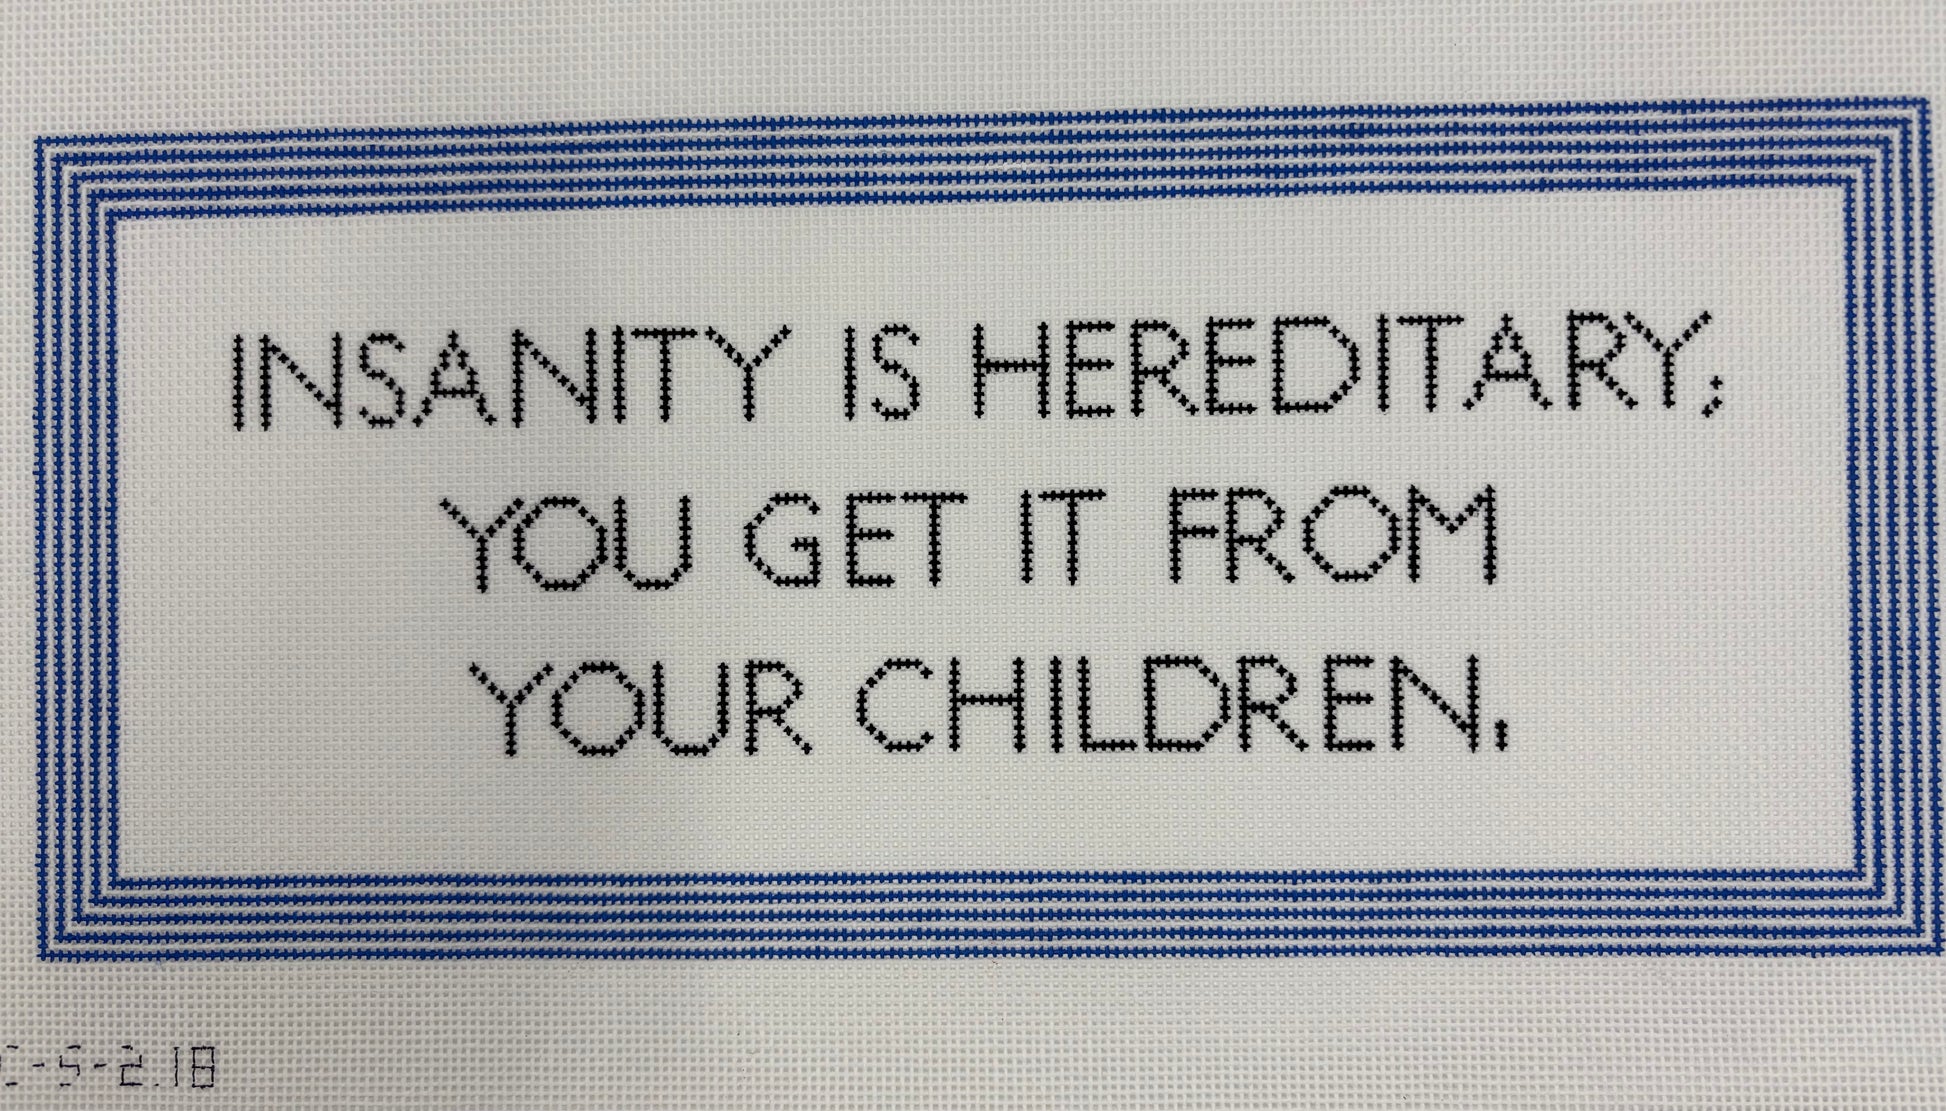 INSANITY IS HEREDITARY;
YOU GET IT FROM
YOUR CHILDREN.